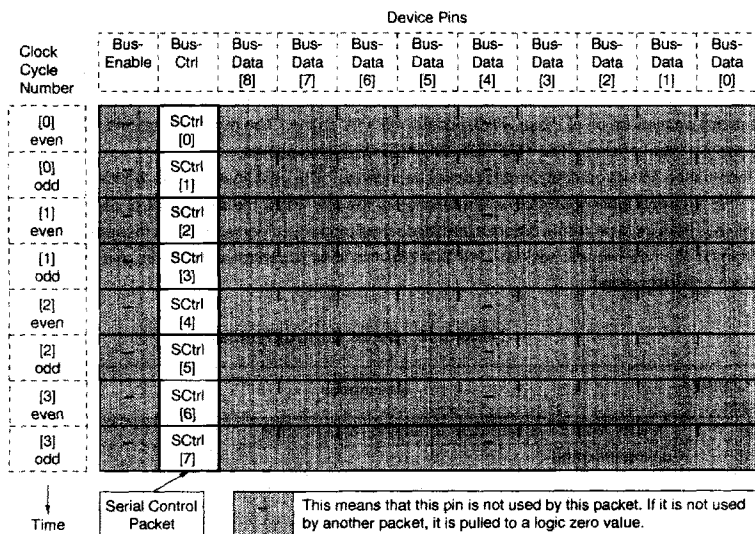 Device Pins
Clock Cycle Number
Bus-Enable
Bus-Ctrl
Bus-Data [8]
Bus-Data [7]
Bus-Data [6]
Bus-Data [5]
Bus-Data [4]
Bus-Data [3]
Bus-Data [2]
Bus-Data [1]
Bus-Data [0]
[0] even
SCtrl [0]
[0] odd
SCtrl [1]
[1] even
SCtrl [2]
[1] odd
SCtrl [3]
[2] even
SCtrl [4]
[2] odd
SCtrl [5]
[3] even
SCtrl [6]
[3] odd
SCtrl [7]
Time
Serial Control Packet
This means that this pin is not used by this packet. If it is not used
by another packet, it is pulled to a logic zero value.